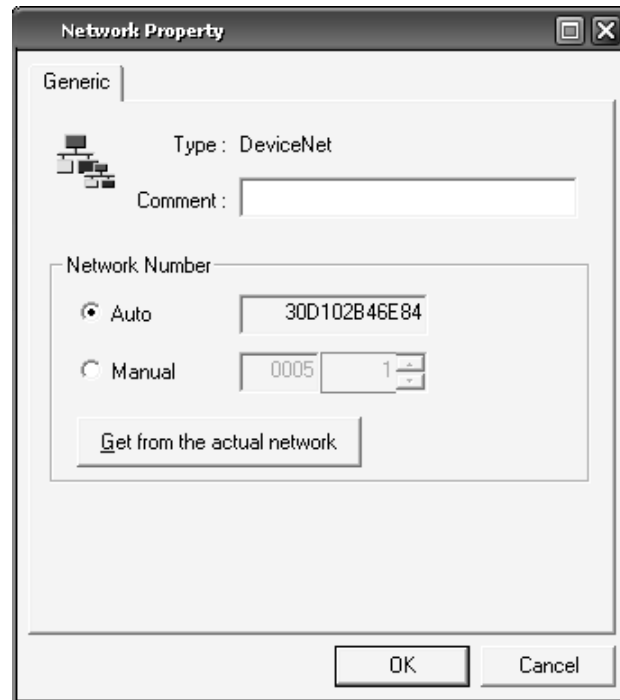 Network Property
Generic
Type : DeviceNet
Comment :
Network Number
Auto 30D102B46E84
Manual 0005 1
Get from the actual network
OK Cancel